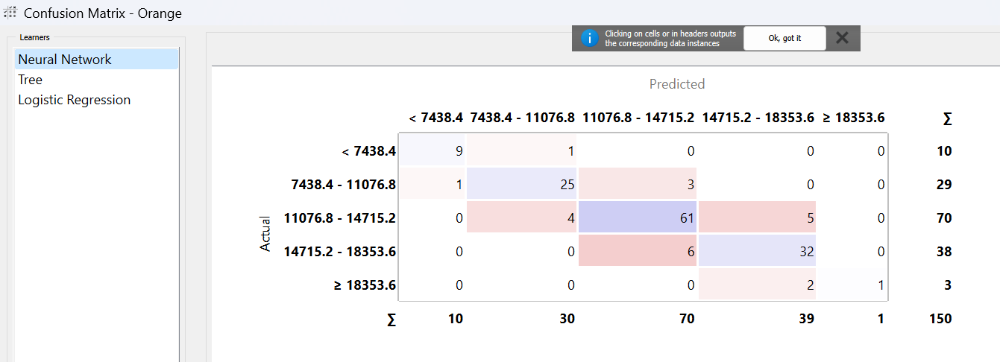 Confusion Matrix - Orange
Learners
Neural Network
Tree
Logistic Regression
Clicking on cells or in headers outputs
the corresponding data instances
Ok, got it
Predicted
< 7438.4 7438.4 - 11076.8 11076.8 - 14715.2 14715.2 - 18353.6 ≥ 18353.6 ∑
< 7438.4 9 1 0 0 0 10
7438.4 - 11076.8 1 25 3 0 0 29
Actual
11076.8 - 14715.2 0 4 61 5 0 70
14715.2 - 18353.6 0 0 6 32 0 38
≥ 18353.6 0 0 0 2 1 3
∑ 10 30 70 39 1 150